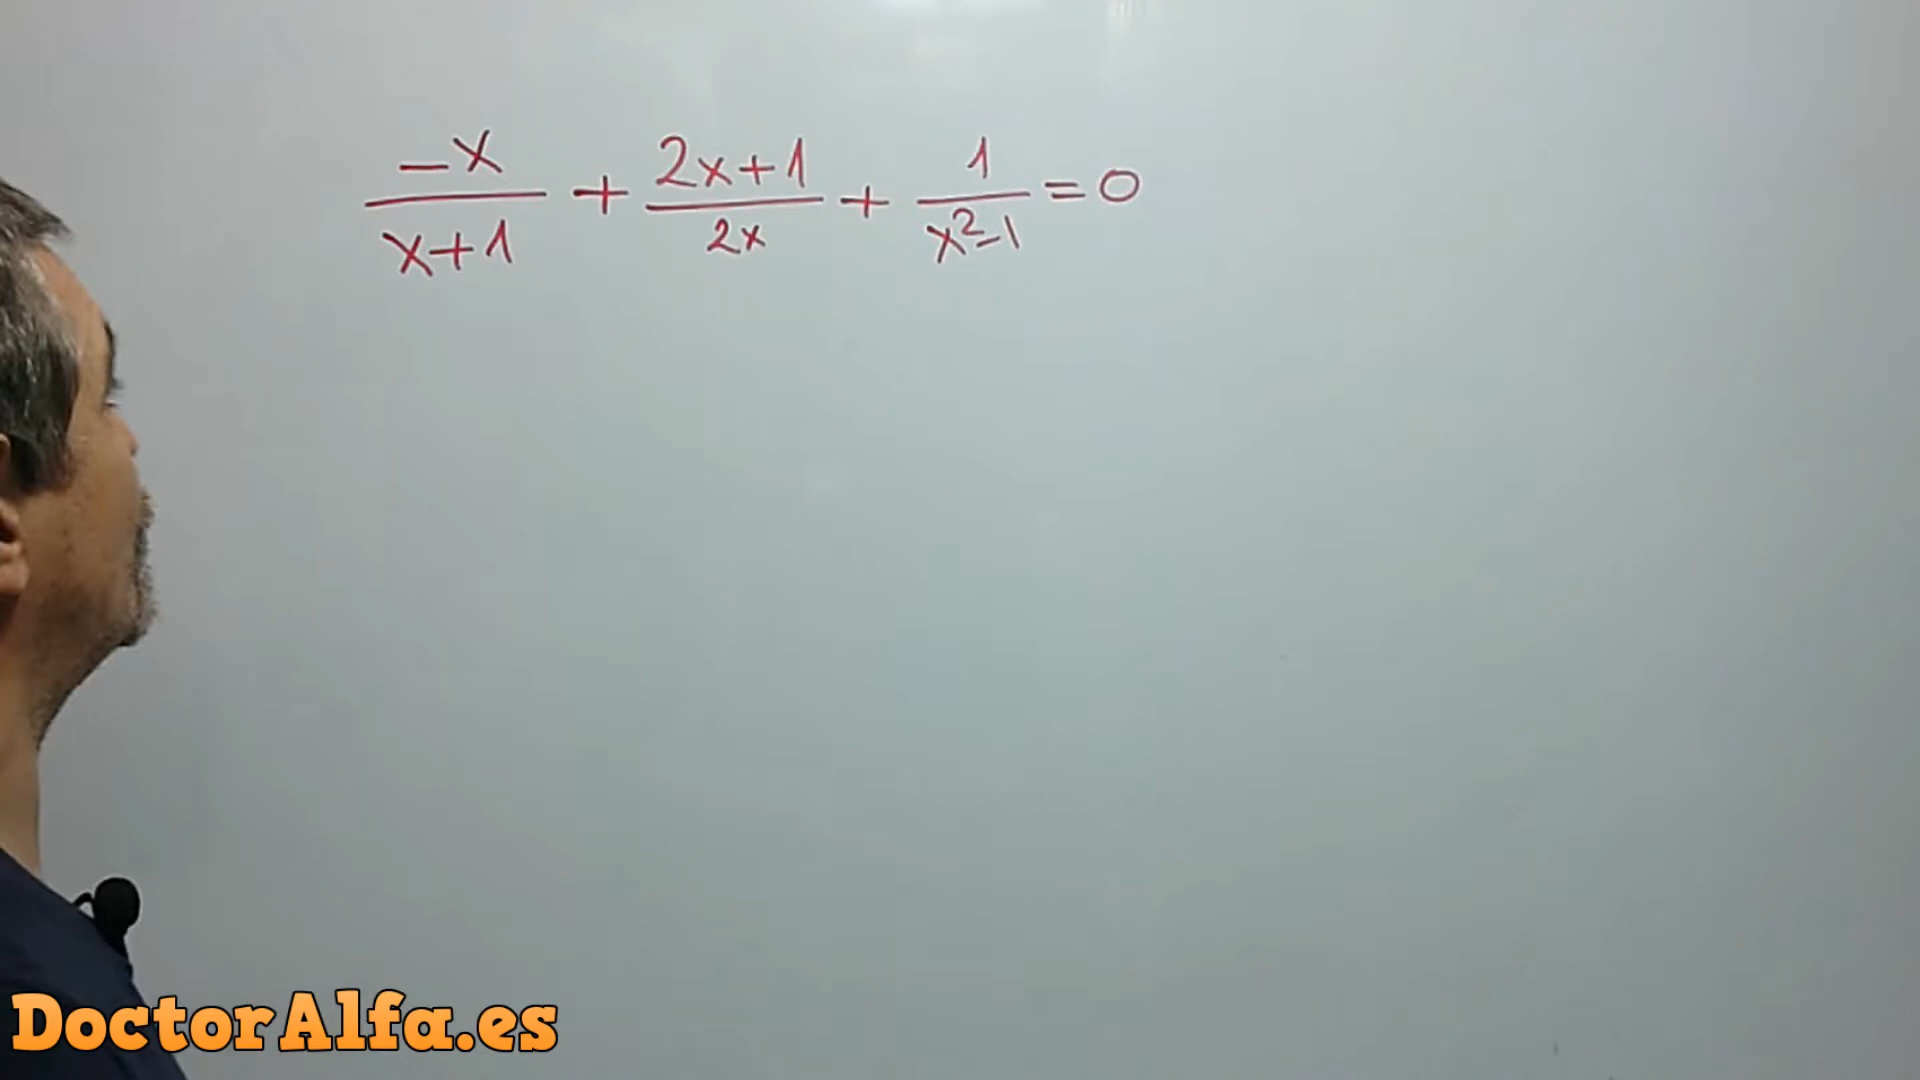 -x/(x+1) + (2x+1)/(2x) + 1/(x²-1) = 0
DoctorAlfa.es